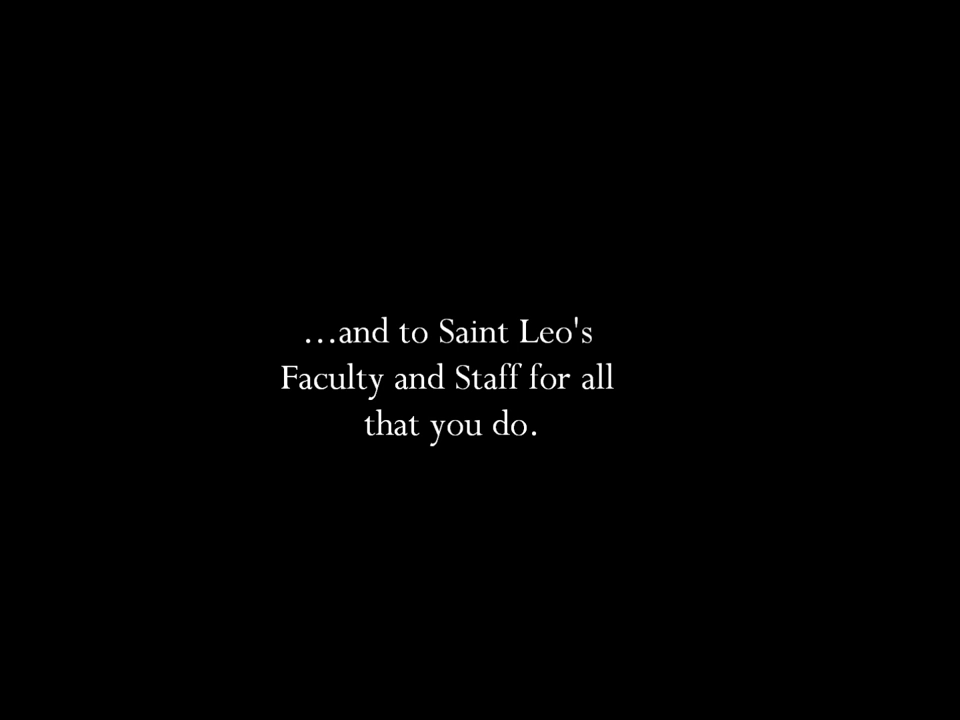 ...and to Saint Leo's
Faculty and Staff for all
that you do.